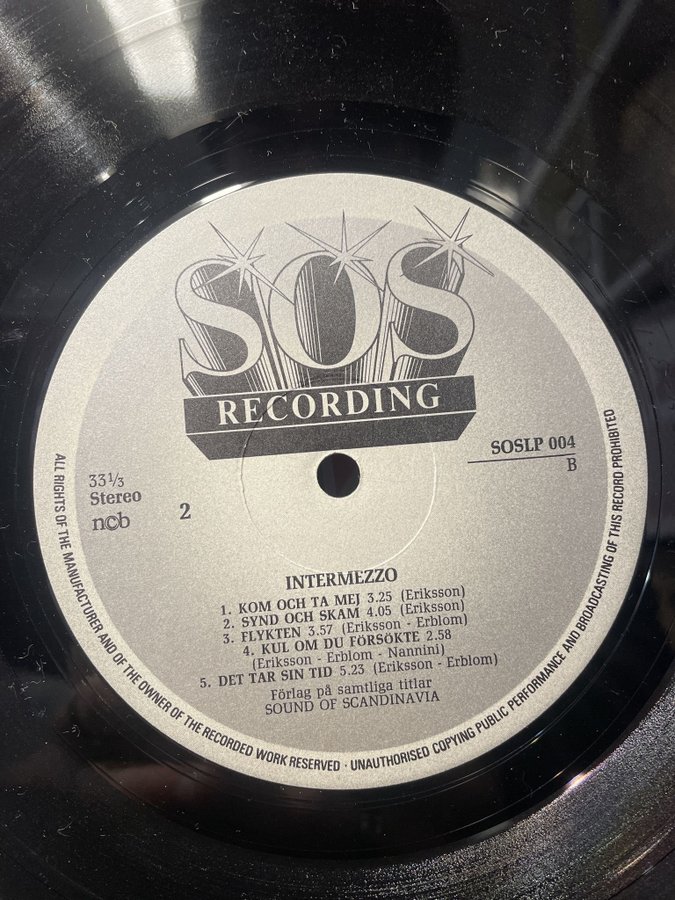 SOS
RECORDING
SOSLP 004
B
33⅓
Stereo
ncb
2
INTERMEZZO
1. KOM OCH TA MEJ 3.25 (Eriksson)
2. SYND OCH SKAM 4.05 (Eriksson)
3. FLYKTEN 3.57 (Eriksson - Erblom)
4. KUL OM DU FÖRSÖKTE 2.58
(Eriksson - Erblom - Nannini)
5. DET TAR SIN TID 5.23 (Eriksson - Erblom)
Förlag på samtliga titlar
SOUND OF SCANDINAVIA
ALL RIGHTS OF THE MANUFACTURER AND OF THE OWNER OF THE RECORDED WORK RESERVED · UNAUTHORISED COPYING PUBLIC PERFORMANCE AND BROADCASTING OF THIS RECORD PROHIBITED